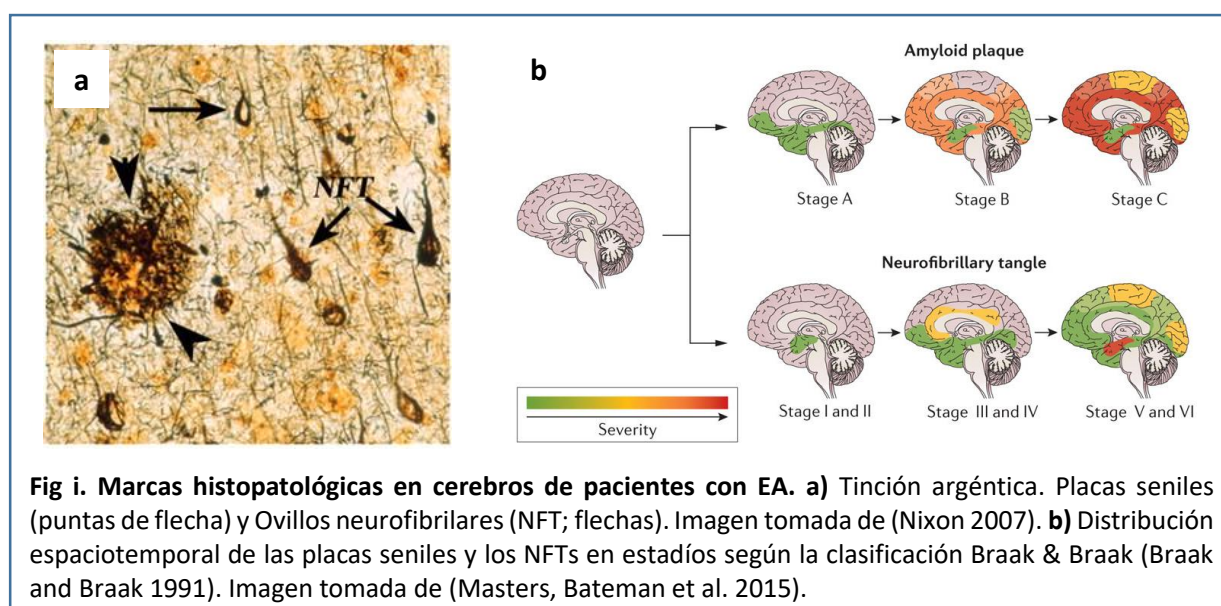 a
NFT
b
Amyloid plaque
Stage A
Stage B
Stage C
Neurofibrillary tangle
Stage I and II
Stage III and IV
Stage V and VI
Severity
Fig i. Marcas histopatológicas en cerebros de pacientes con EA. a) Tinción argéntica. Placas seniles
(puntas de flecha) y Ovillos neurofibrilares (NFT; flechas). Imagen tomada de (Nixon 2007). b) Distribución
espaciotemporal de las placas seniles y los NFTs en estadíos según la clasificación Braak & Braak (Braak
and Braak 1991). Imagen tomada de (Masters, Bateman et al. 2015).